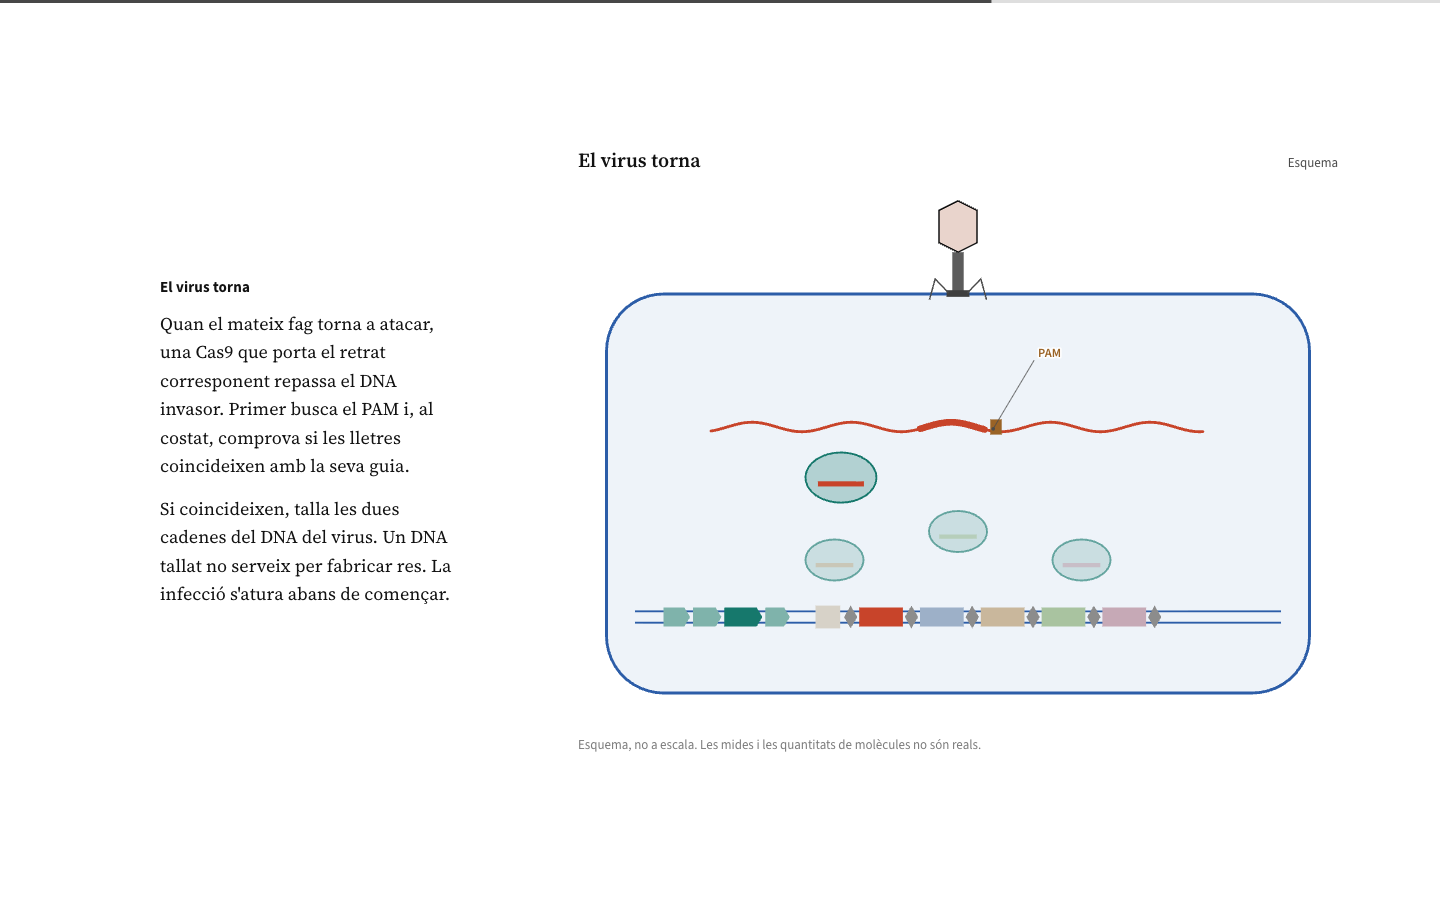 El virus torna
Esquema
El virus torna
Quan el mateix fag torna a atacar,
una Cas9 que porta el retrat
corresponent repassa el DNA
invasor. Primer busca el PAM i, al
costat, comprova si les lletres
coincideixen amb la seva guia.
Si coincideixen, talla les dues
cadenes del DNA del virus. Un DNA
tallat no serveix per fabricar res. La
infecció s'atura abans de començar.
PAM
Esquema, no a escala. Les mides i les quantitats de molècules no són reals.